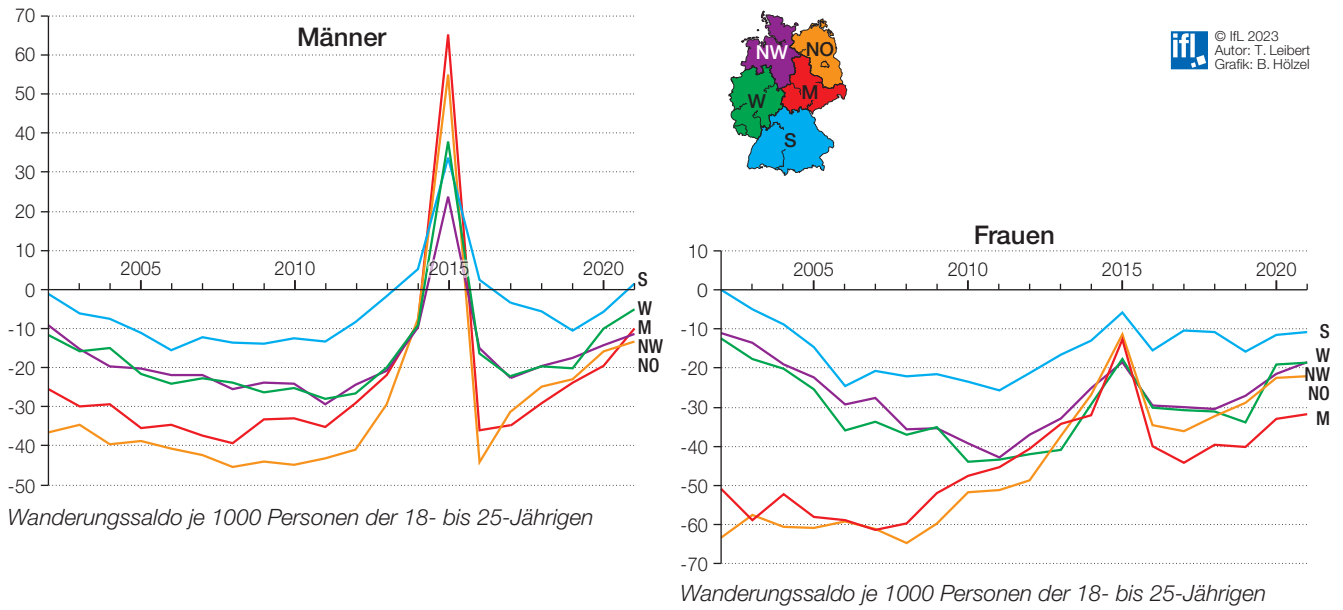 Männer
70
60
50
40
30
20
10
0
-10
-20
-30
-40
-50
2005
2010
2015
2020
S
W
M
NW
NO
Wanderungssaldo je 1000 Personen der 18- bis 25-Jährigen
NW
NO
W
M
S
ifl
© IfL 2023
Autor: T. Leibert
Grafik: B. Hölzel
Frauen
10
0
-10
-20
-30
-40
-50
-60
-70
2005
2010
2015
2020
S
W
NW
NO
M
Wanderungssaldo je 1000 Personen der 18- bis 25-Jährigen